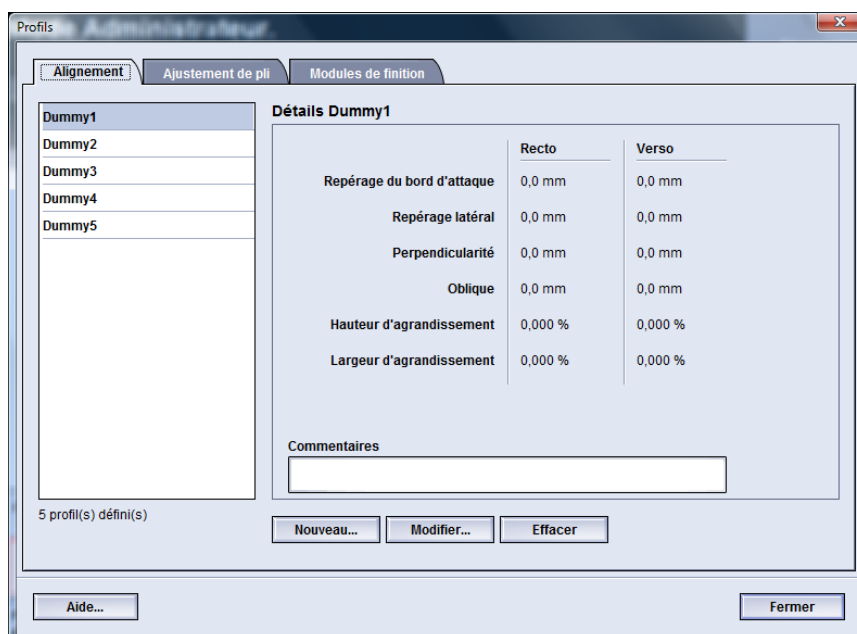 Administrateur.
Profils
Alignement Ajustement de pli Modules de finition
Dummy1
Dummy2
Dummy3
Dummy4
Dummy5
5 profil(s) défini(s)
Détails Dummy1
Recto Verso
Repérage du bord d'attaque 0,0 mm 0,0 mm
Repérage latéral 0,0 mm 0,0 mm
Perpendicularité 0,0 mm 0,0 mm
Oblique 0,0 mm 0,0 mm
Hauteur d'agrandissement 0,000 % 0,000 %
Largeur d'agrandissement 0,000 % 0,000 %
Commentaires
Nouveau... Modifier... Effacer
Aide... Fermer